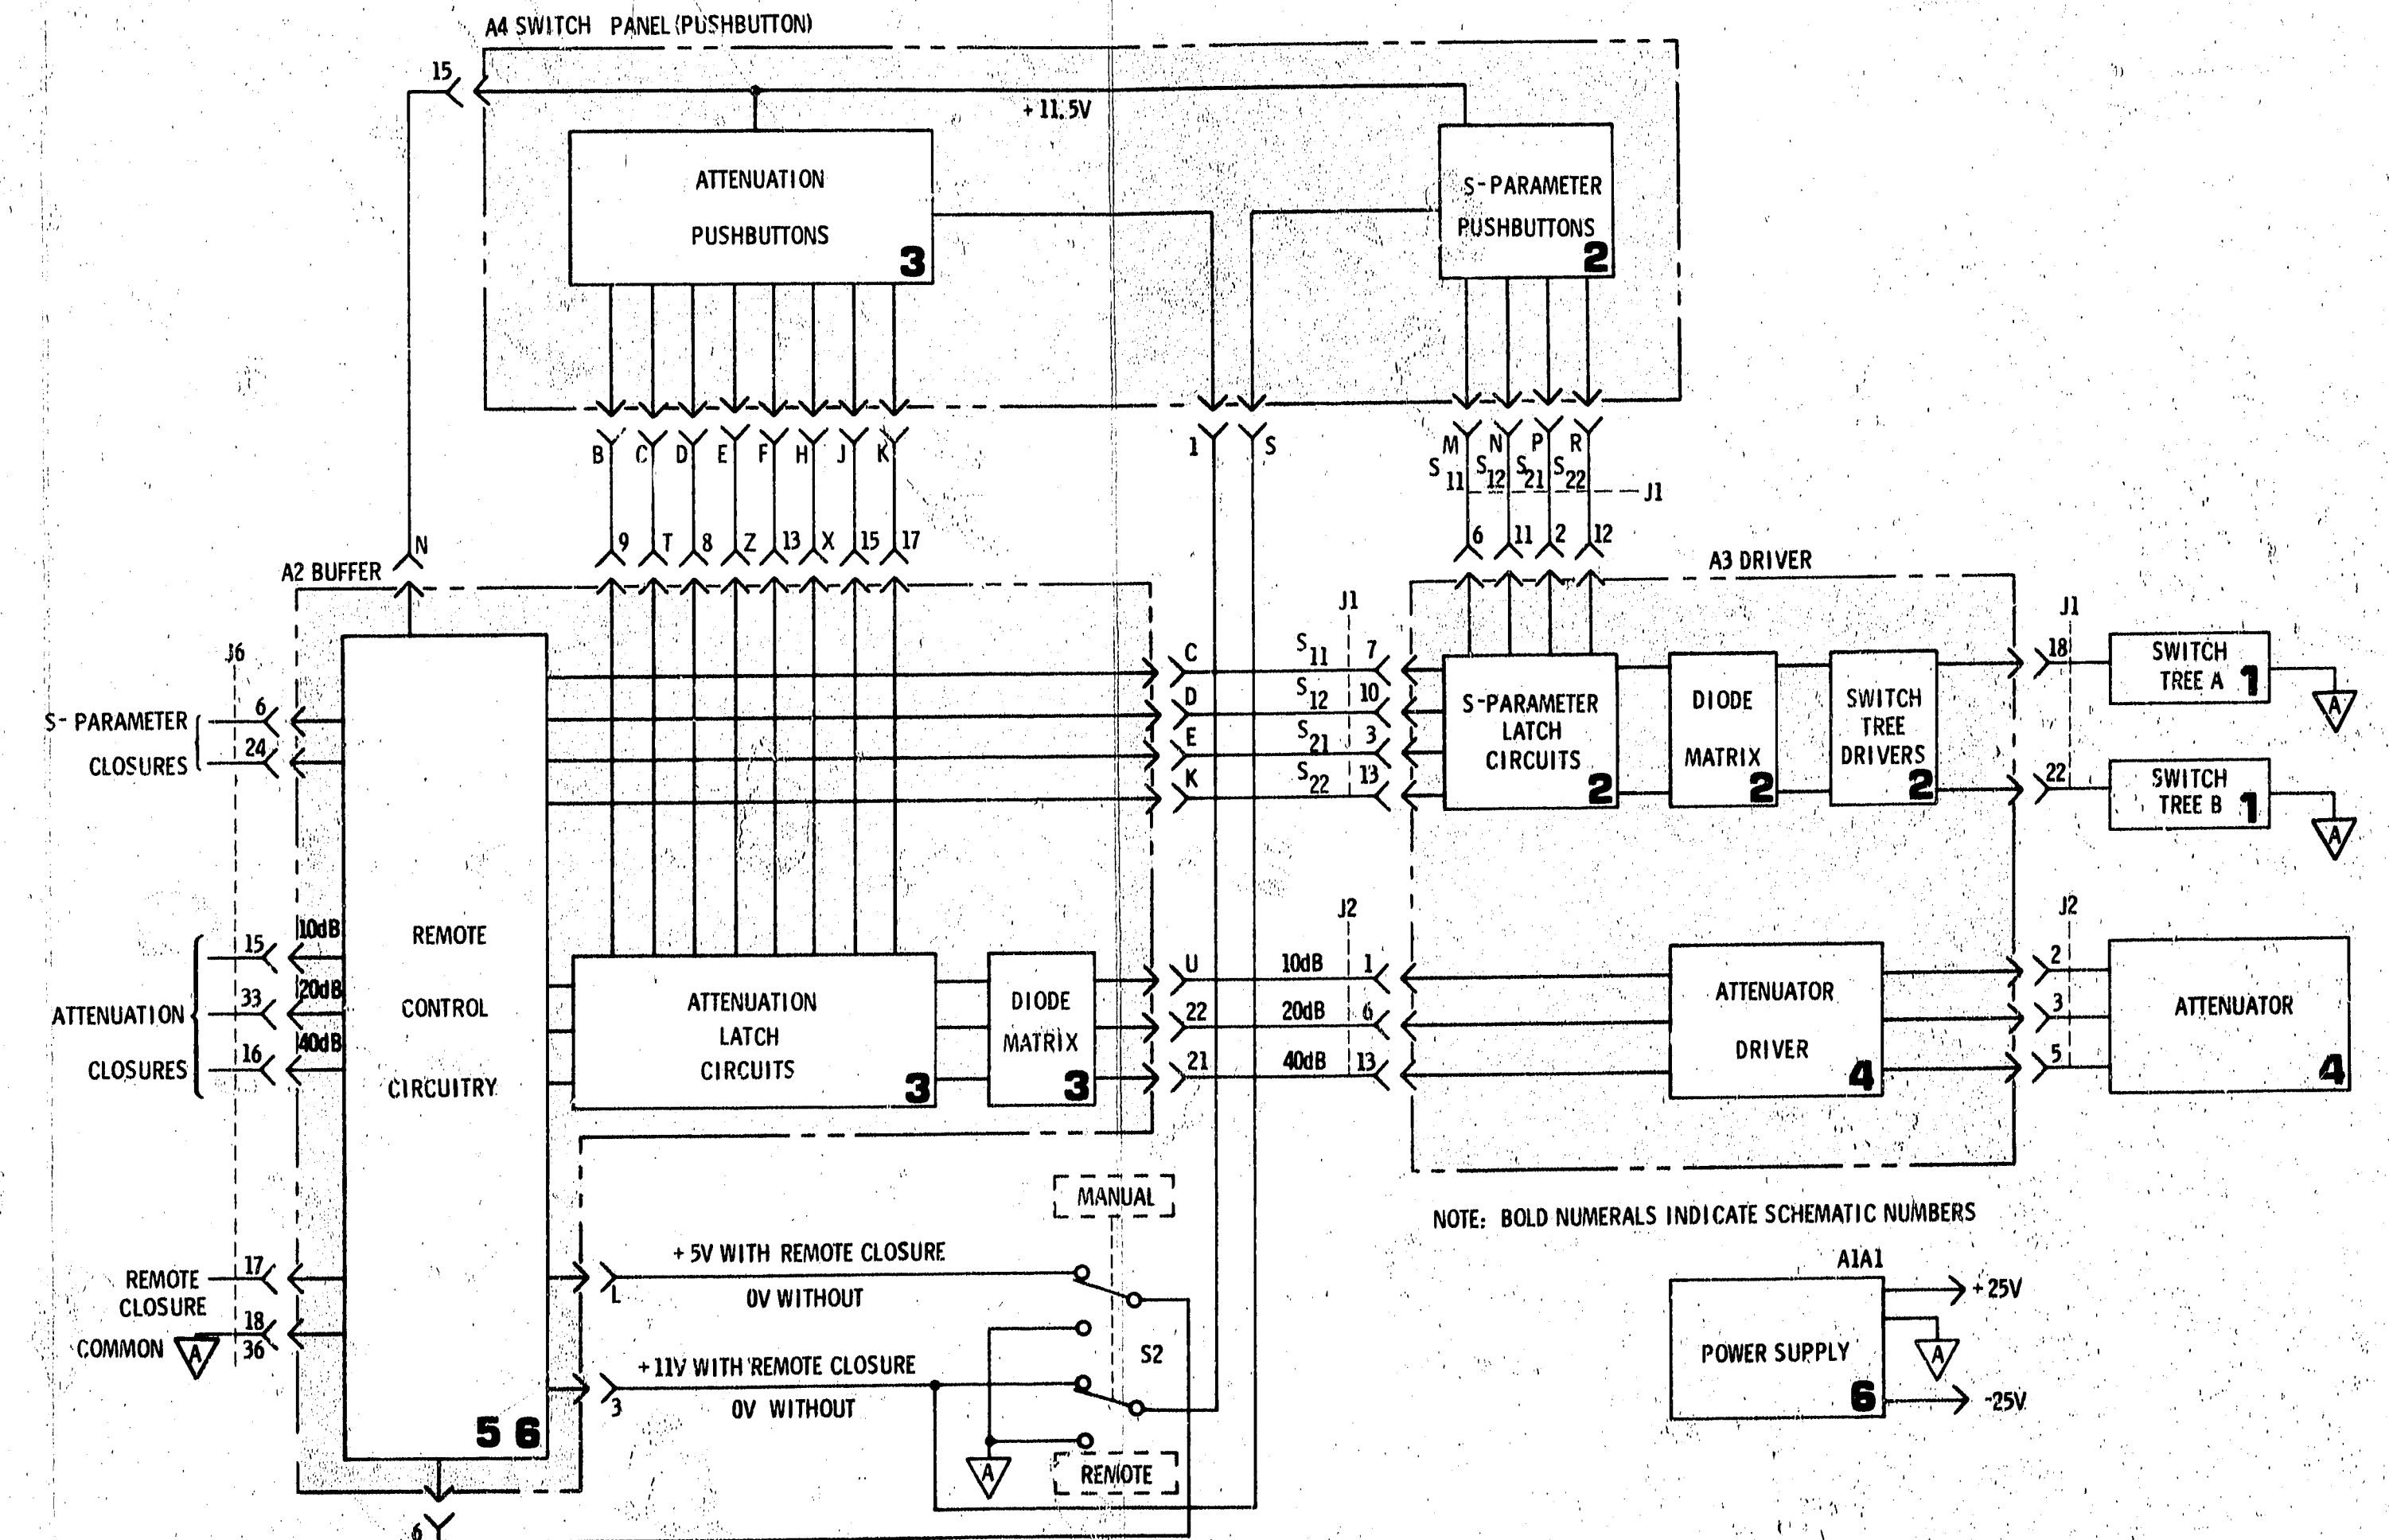 A4 SWITCH PANEL (PUSHBUTTON)
15
+11.5V
ATTENUATION
PUSHBUTTONS
3
S-PARAMETER
PUSHBUTTONS
2
B C D E F H J K
1 S
M N P R
S11 S12 S21 S22
J1
N
9 T 8 Z 13 X 15 17
6 11 2 12
A2 BUFFER
A3 DRIVER
J6
S-PARAMETER
CLOSURES
6
24
C
D
E
K
J1
S11 7
S12 10
S21 3
S22 13
S-PARAMETER
LATCH
CIRCUITS
2
DIODE
MATRIX
2
SWITCH
TREE
DRIVERS
2
J1
18
22
SWITCH
TREE A
1
A
SWITCH
TREE B
1
A
ATTENUATION
CLOSURES
15
33
16
10dB
20dB
40dB
REMOTE
CONTROL
CIRCUITRY
5 6
ATTENUATION
LATCH
CIRCUITS
3
DIODE
MATRIX
3
U
22
21
J2
10dB 1
20dB 6
40dB 13
ATTENUATOR
DRIVER
4
J2
2
3
5
ATTENUATOR
4
REMOTE
CLOSURE
17
COMMON
A
18
36
L
+5V WITH REMOTE CLOSURE
0V WITHOUT
3
+11V WITH REMOTE CLOSURE
0V WITHOUT
MANUAL
S2
A
REMOTE
6
NOTE: BOLD NUMERALS INDICATE SCHEMATIC NUMBERS
A1A1
POWER SUPPLY
6
+25V
A
-25V